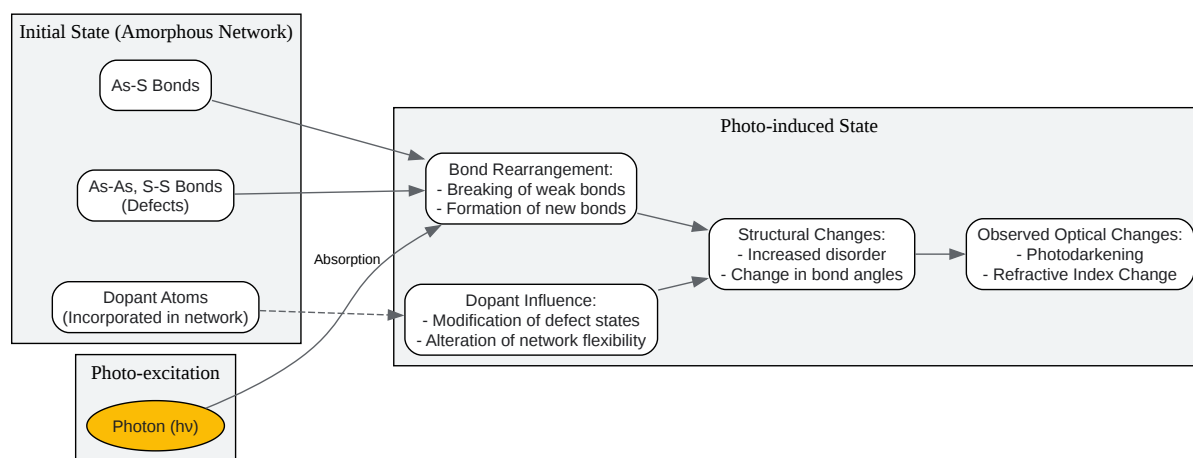 Initial State (Amorphous Network)
As-S Bonds
As-As, S-S Bonds
(Defects)
Dopant Atoms
(Incorporated in network)
Photo-excitation
Photon (hν)
Absorption
Photo-induced State
Bond Rearrangement:
- Breaking of weak bonds
- Formation of new bonds
Dopant Influence:
- Modification of defect states
- Alteration of network flexibility
Structural Changes:
- Increased disorder
- Change in bond angles
Observed Optical Changes:
- Photodarkening
- Refractive Index Change